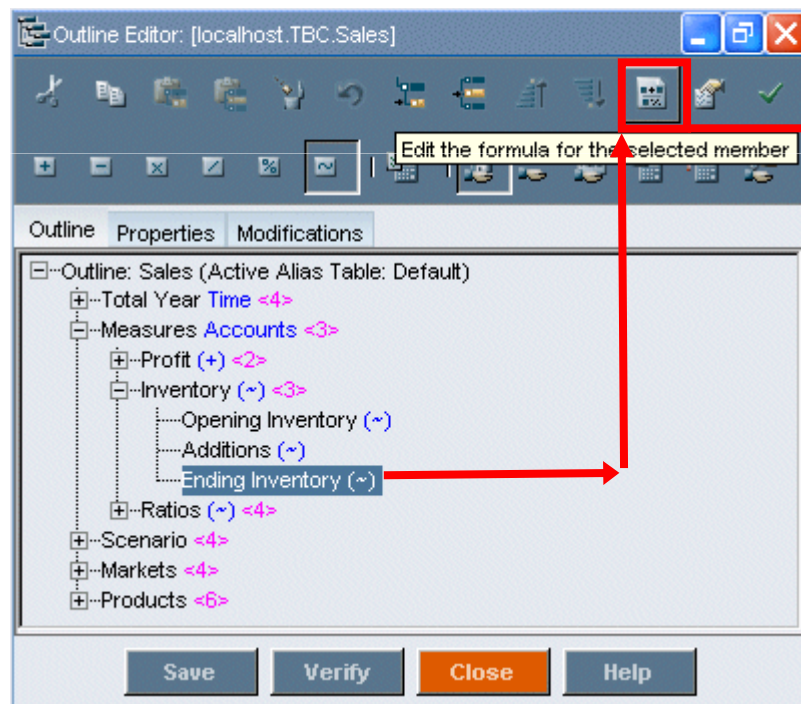 Outline Editor: [localhost.TBC.Sales]
Edit the formula for the selected member
Outline Properties Modifications
Outline: Sales (Active Alias Table: Default)
Total Year Time <4>
Measures Accounts <3>
Profit (+) <2>
Inventory (~) <3>
Opening Inventory (~)
Additions (~)
Ending Inventory (~)
Ratios (~) <4>
Scenario <4>
Markets <4>
Products <6>
Save Verify Close Help